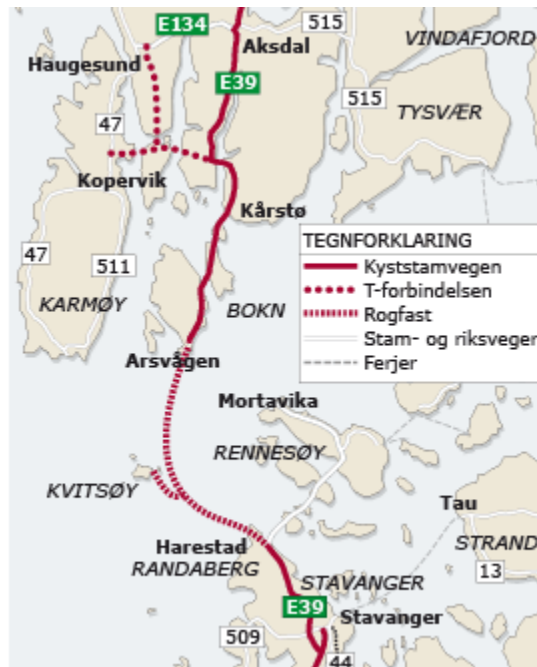 E134
515
Aksdal
VINDAFJORD
Haugesund
E39
515
TYSVÆR
47
Kopervik
Kårstø
TEGNFORKLARING
Kyststamvegen
T-forbindelsen
Rogfast
Stam- og riksveger
Ferjer
47
511
KARMØY
BOKN
Arsvågen
Mortavika
RENNESØY
KVITSØY
Tau
Harestad
RANDABERG
STRAND
13
STAVANGER
E39
Stavanger
509
44